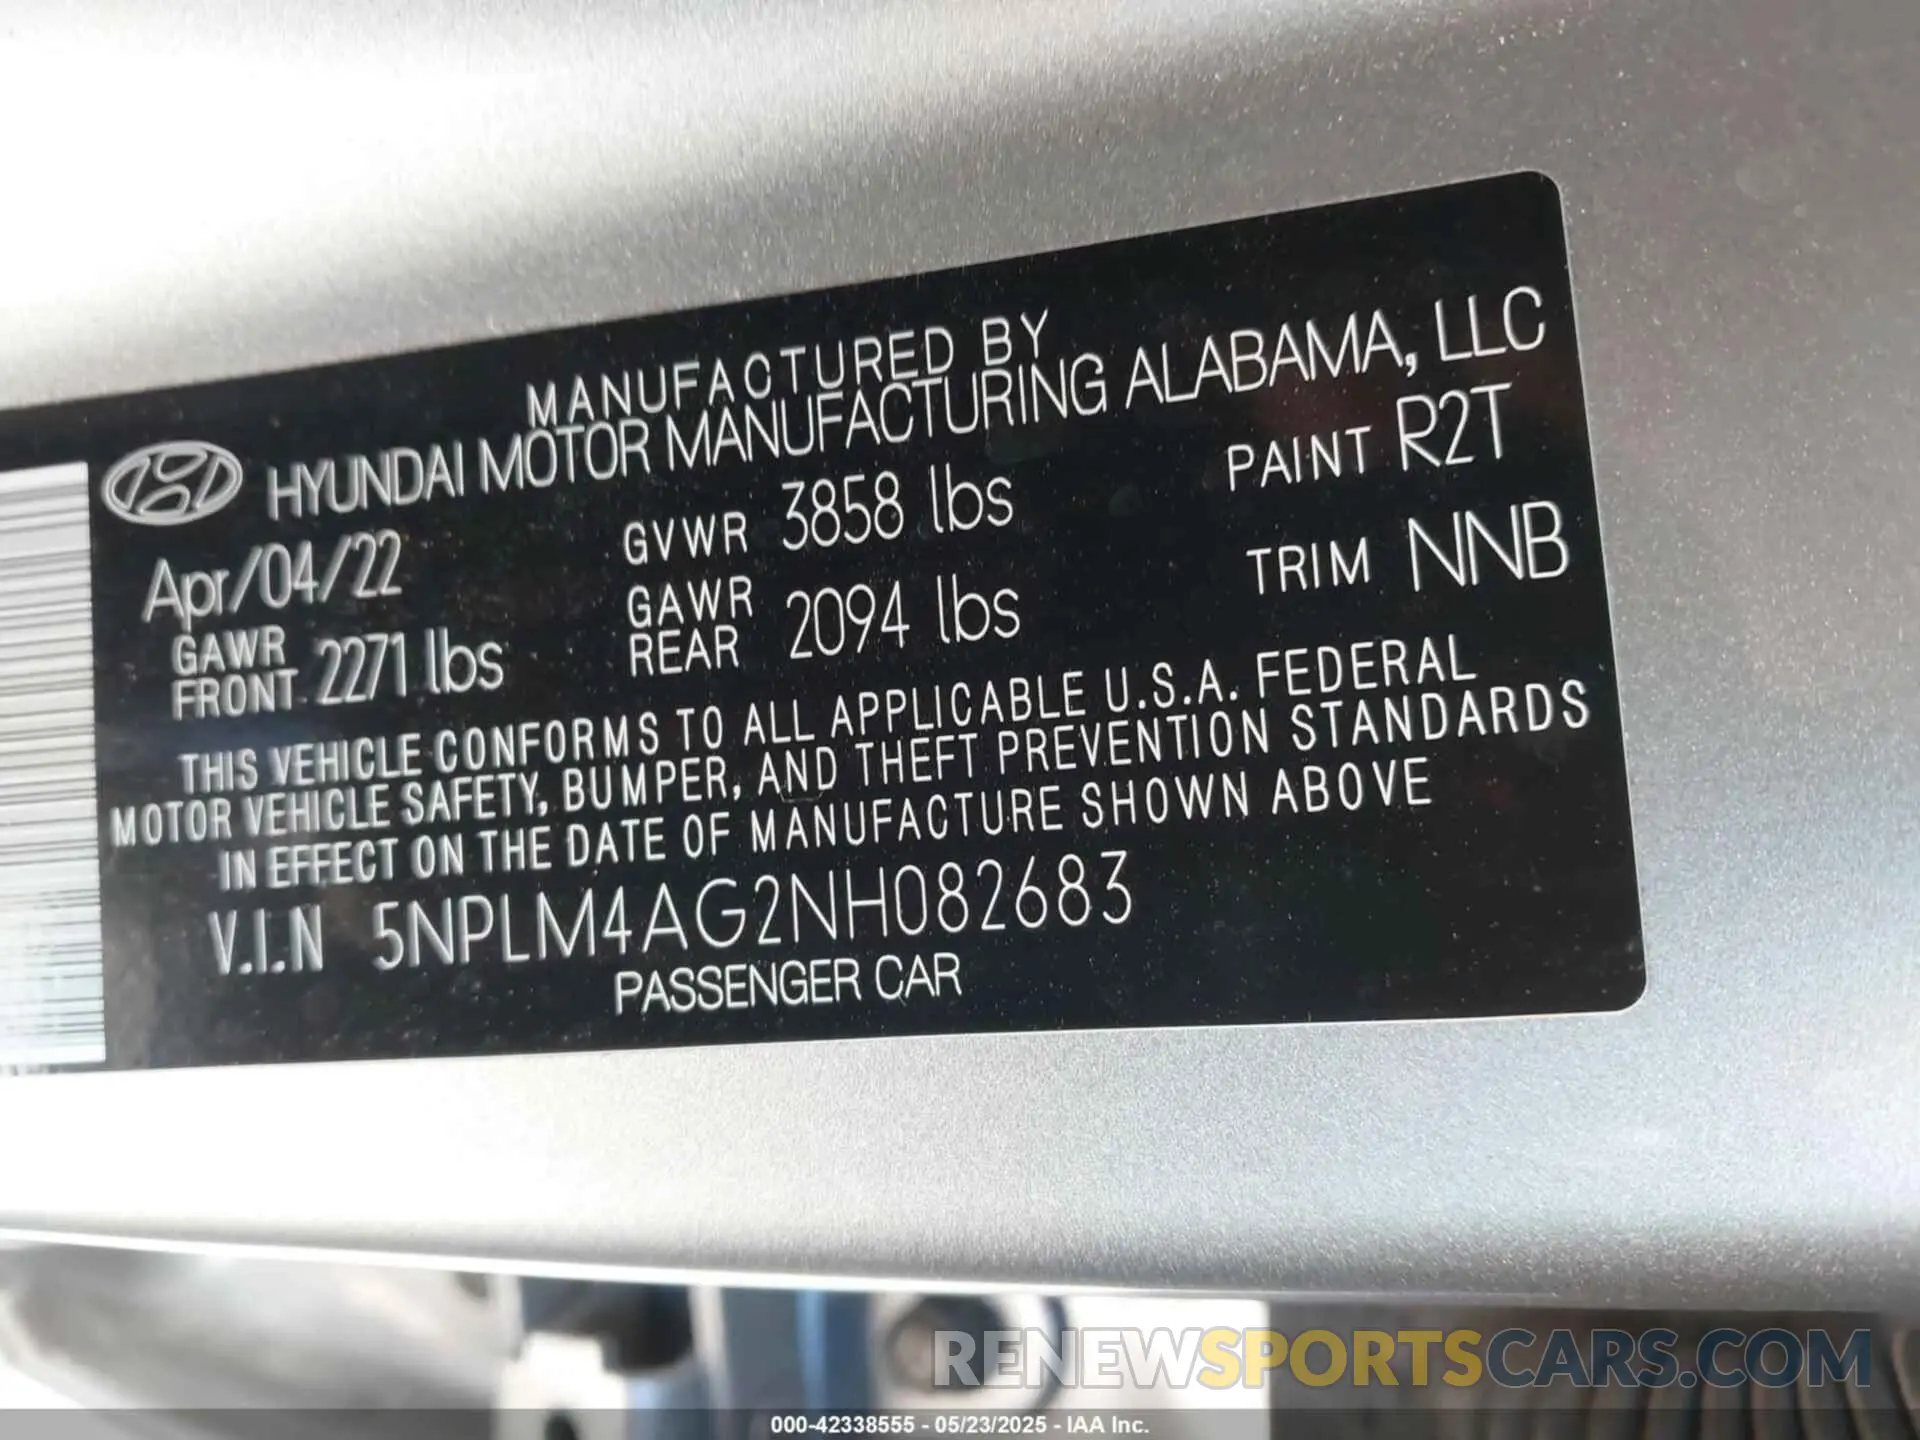 MANUFACTURED BY
HYUNDAI MOTOR MANUFACTURING ALABAMA, LLC
Apr/04/22 GVWR 3858 lbs PAINT R2T
GAWR FRONT 2271 lbs GAWR REAR 2094 lbs TRIM NNB
THIS VEHICLE CONFORMS TO ALL APPLICABLE U.S.A. FEDERAL
MOTOR VEHICLE SAFETY, BUMPER, AND THEFT PREVENTION STANDARDS
IN EFFECT ON THE DATE OF MANUFACTURE SHOWN ABOVE
V.I.N 5NPLM4AG2NH082683
PASSENGER CAR
RENEWSPORTSCARS.COM
000-42338555 - 05/23/2025 - IAA Inc.